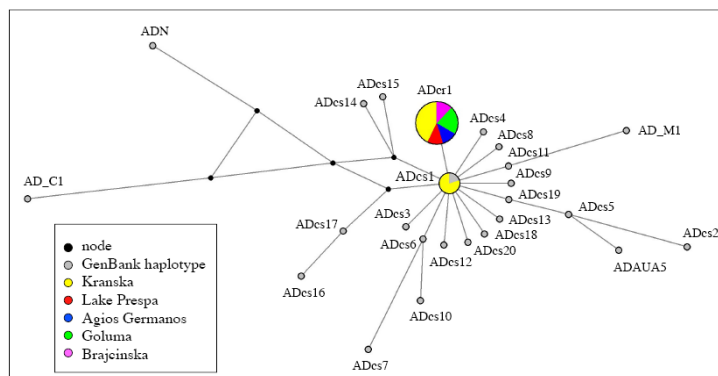 ADN
ADcs15
ADcr1
ADcs14
ADcs4
ADcs8
AD_M1
ADcs11
ADcs1
ADcs9
AD_C1
ADcs19
ADcs5
ADcs3
ADcs13
ADcs17
ADcs18
ADcs2
ADcs6
ADcs20
ADcs12
ADAUA5
ADcs16
ADcs10
ADcs7
node
GenBank haplotype
Kranska
Lake Prespa
Agios Germanos
Goluma
Brajcinska